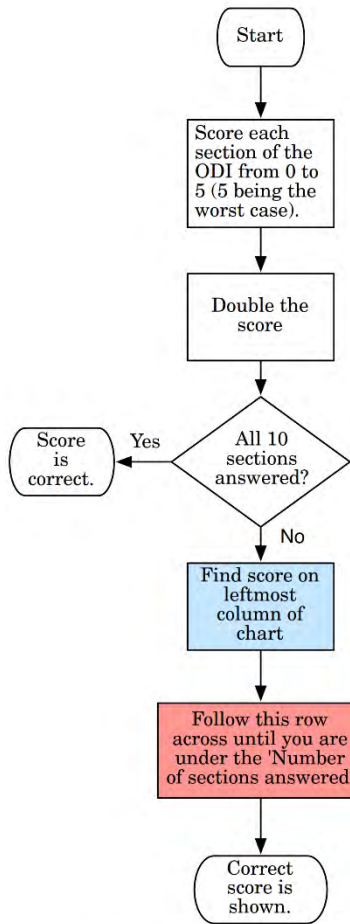 Start
Score each
section of the
ODI from 0 to
5 (5 being the
worst case).
Double the
score
All 10
sections
answered?
Yes
Score
is
correct.
No
Find score on
leftmost
column of
chart
Follow this row
across until you are
under the 'Number
of sections answered
Correct
score is
shown.